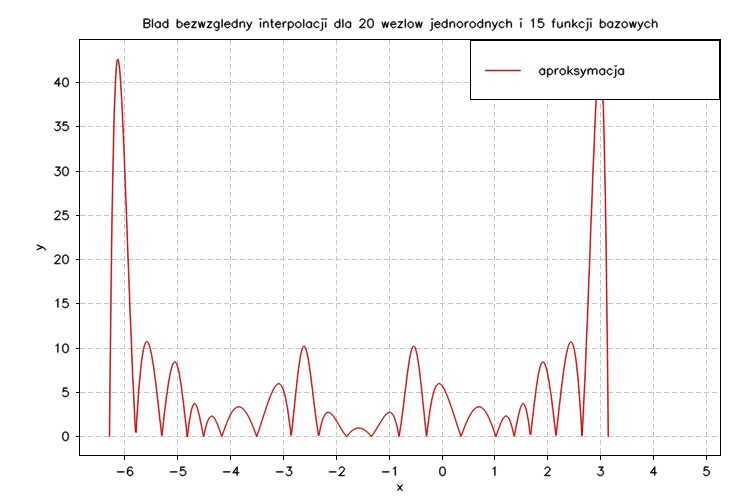 Blad bezwzgledny interpolacji dla 20 wezlow jednorodnych i 15 funkcji bazowych
aproksymacja
40
35
30
25
20
15
10
5
0
y
−6 −5 −4 −3 −2 −1 0 1 2 3 4 5
x